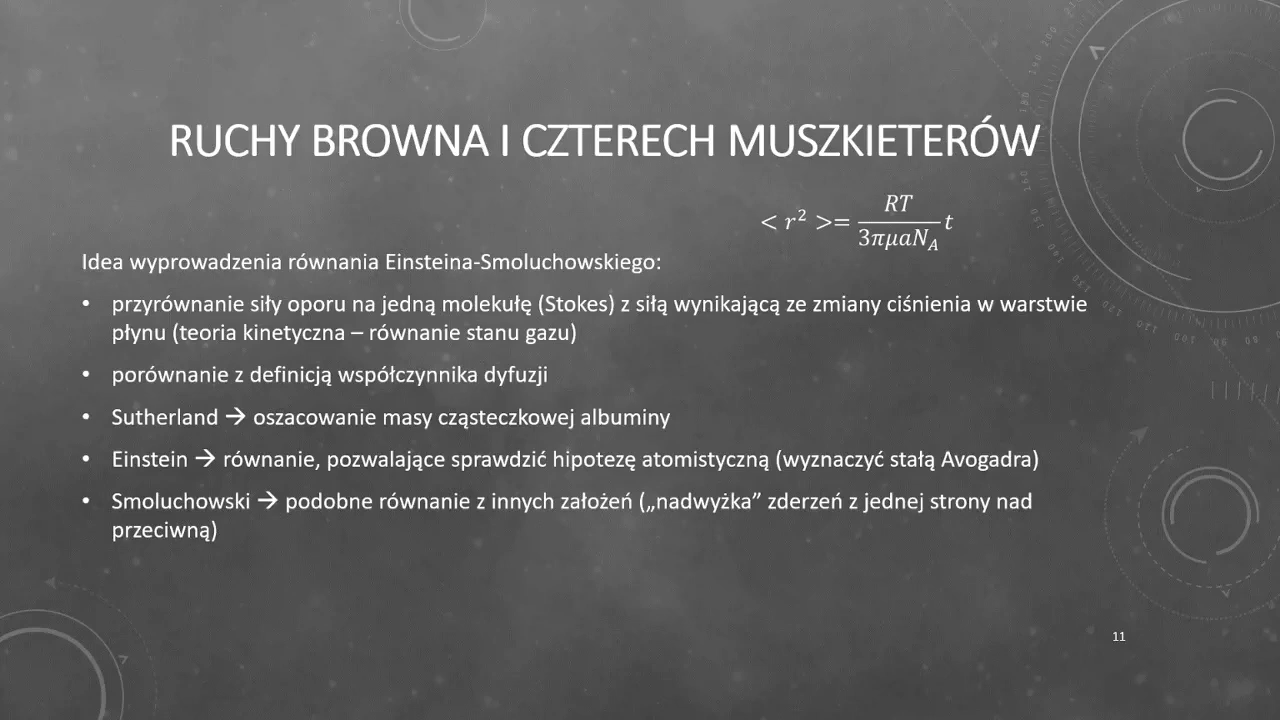 RUCHY BROWNA I CZTERECH MUSZKIETERÓW
< r² >= RT / 3πμaN_A t
Idea wyprowadzenia równania Einsteina-Smoluchowskiego:
• przyrównanie siły oporu na jedną molekułę (Stokes) z siłą wynikającą ze zmiany ciśnienia w warstwie
płynu (teoria kinetyczna – równanie stanu gazu)
• porównanie z definicją współczynnika dyfuzji
• Sutherland → oszacowanie masy cząsteczkowej albuminy
• Einstein → równanie, pozwalające sprawdzić hipotezę atomistyczną (wyznaczyć stałą Avogadra)
• Smoluchowski → podobne równanie z innych założeń („nadwyżka” zderzeń z jednej strony nad
przeciwną)
11